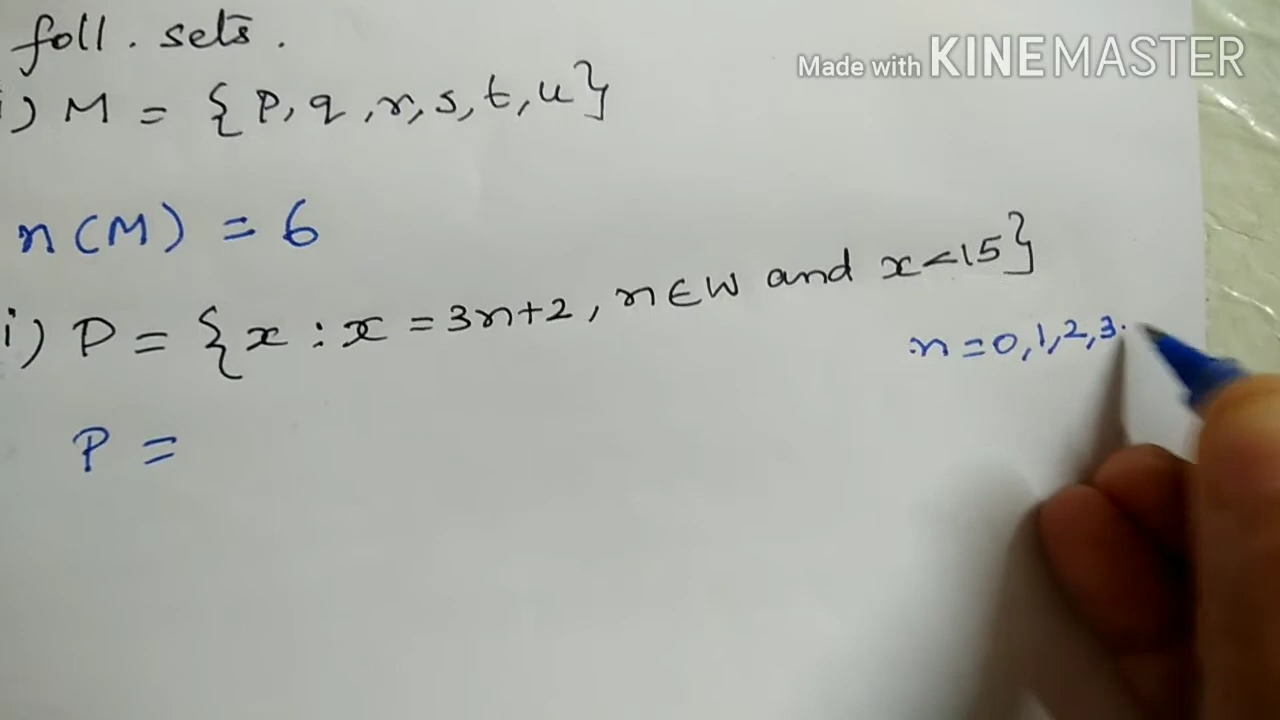 foll. sets.
Made with KINEMASTER
i) M = {p, q, r, s, t, u}
n(M) = 6
i) P = {x : x = 3n+2, n∈W and x<15}
n = 0,1,2,3.
P =